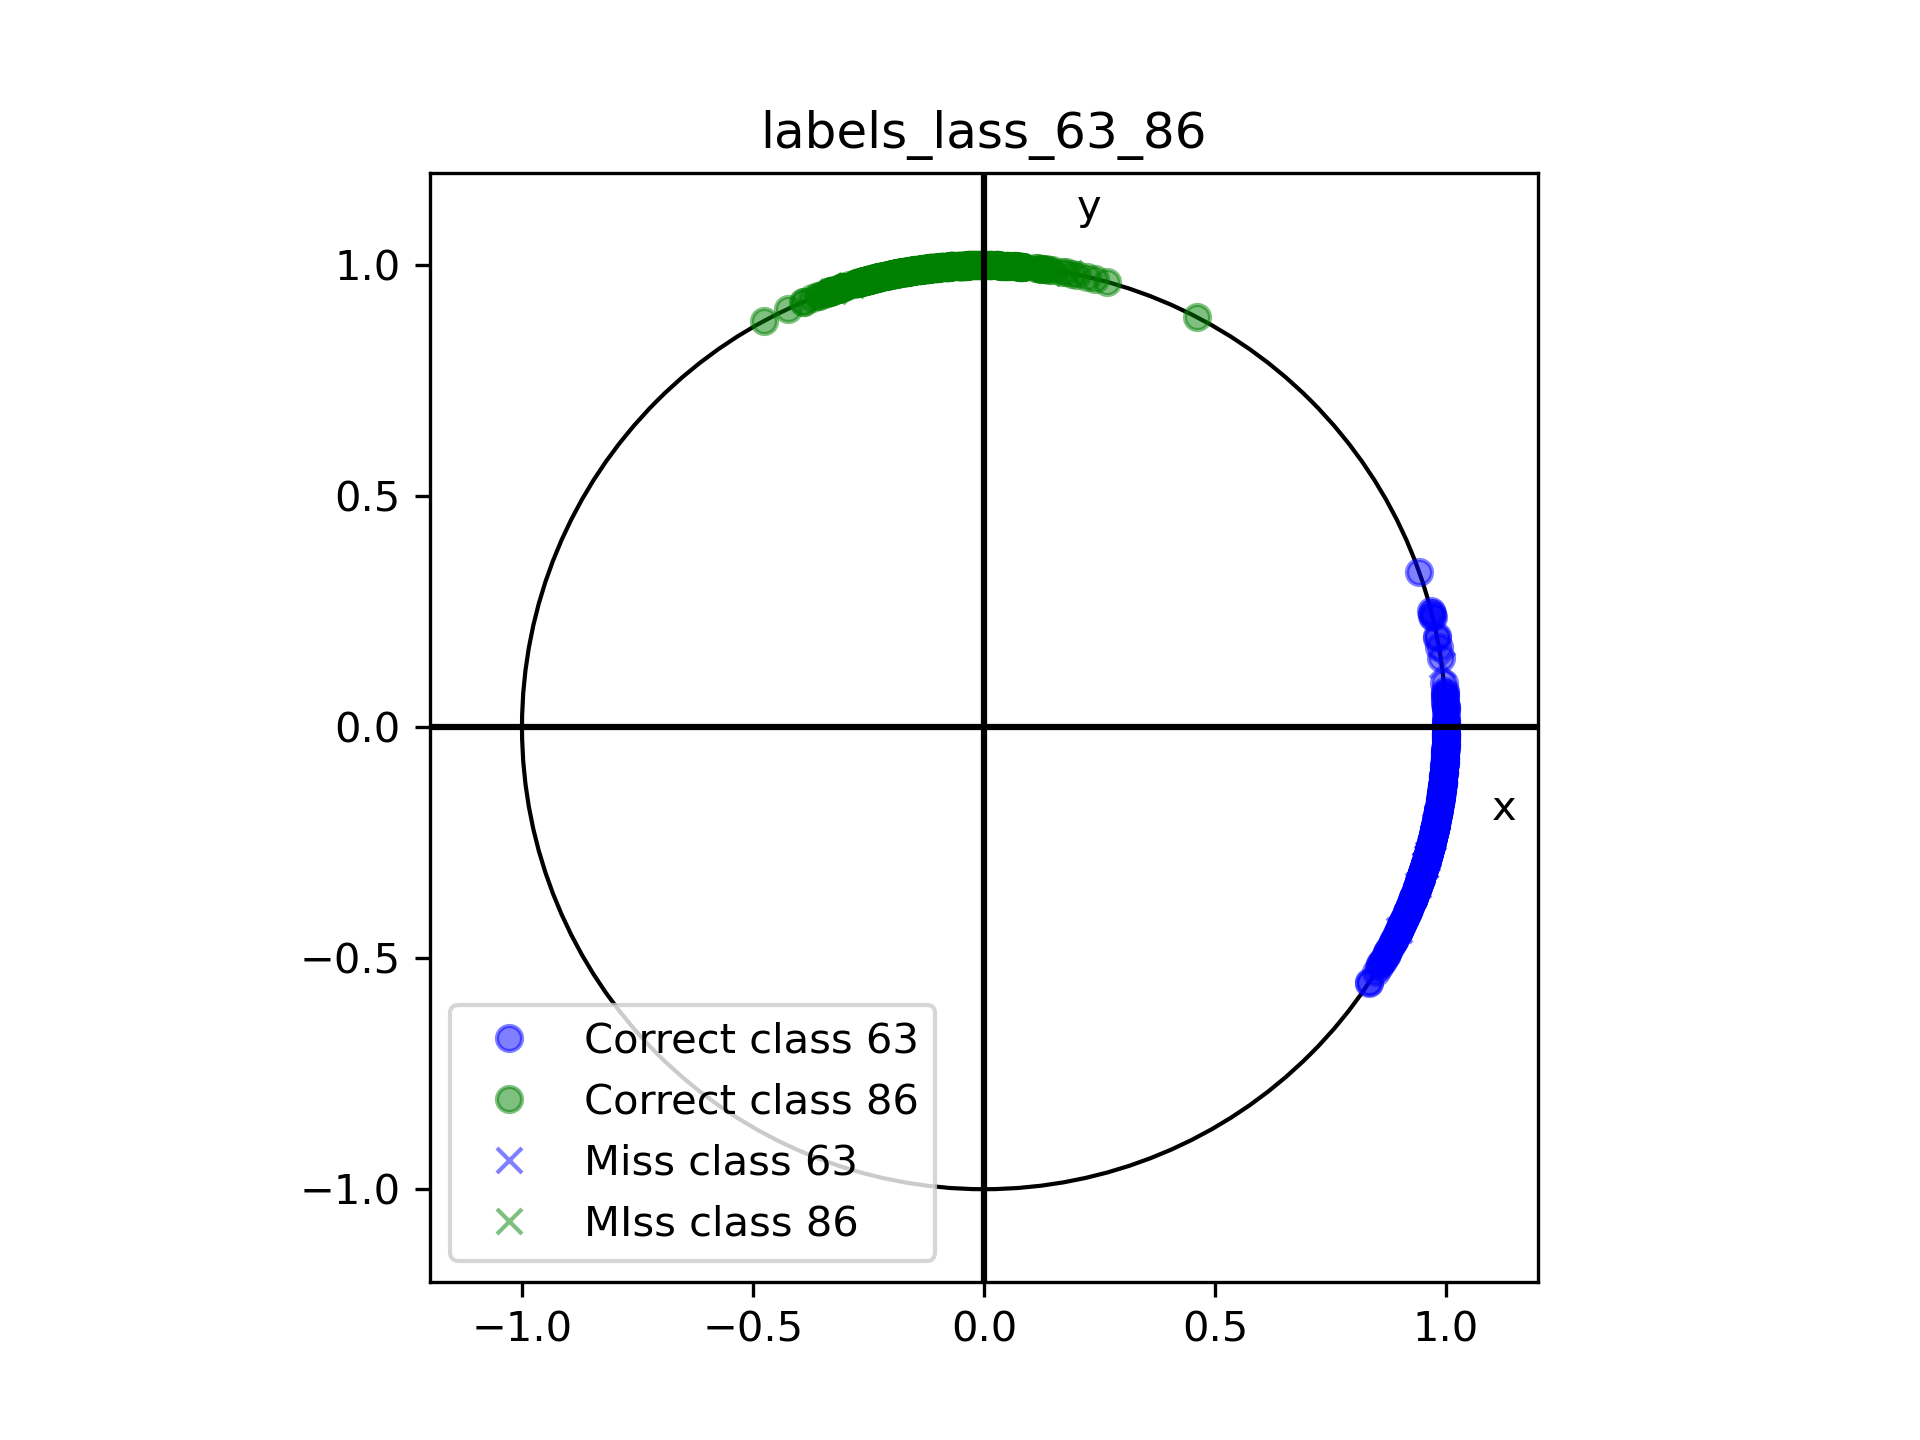 labels_lass_63_86
y
1.0
0.5
0.0
x
−0.5
−1.0
Correct class 63
Correct class 86
Miss class 63
MIss class 86
−1.0 −0.5 0.0 0.5 1.0